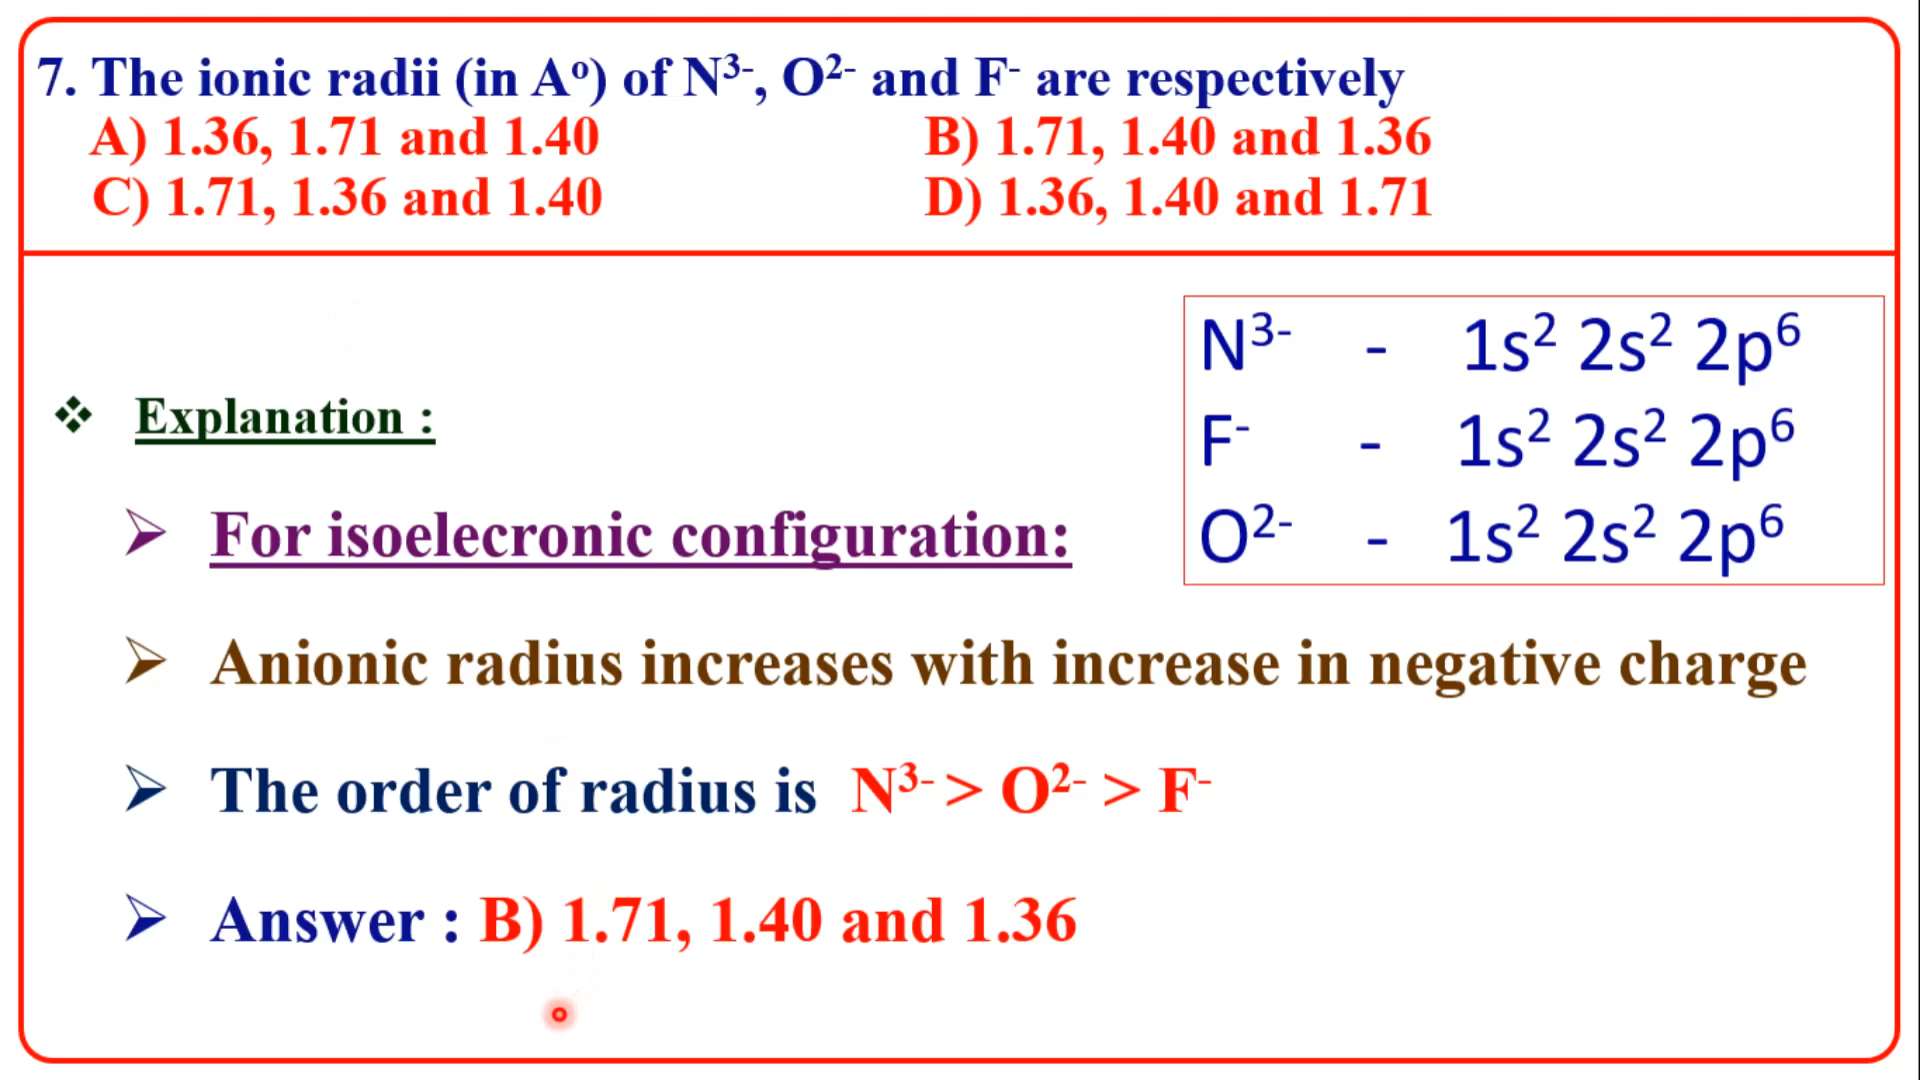 7. The ionic radii (in Aº) of N³⁻, O²⁻ and F⁻ are respectively
A) 1.36, 1.71 and 1.40 B) 1.71, 1.40 and 1.36
C) 1.71, 1.36 and 1.40 D) 1.36, 1.40 and 1.71
N³⁻ - 1s² 2s² 2p⁶
F⁻ - 1s² 2s² 2p⁶
O²⁻ - 1s² 2s² 2p⁶
❖ Explanation :
➢ For isoelecronic configuration:
➢ Anionic radius increases with increase in negative charge
➢ The order of radius is N³⁻ > O²⁻ > F⁻
➢ Answer : B) 1.71, 1.40 and 1.36